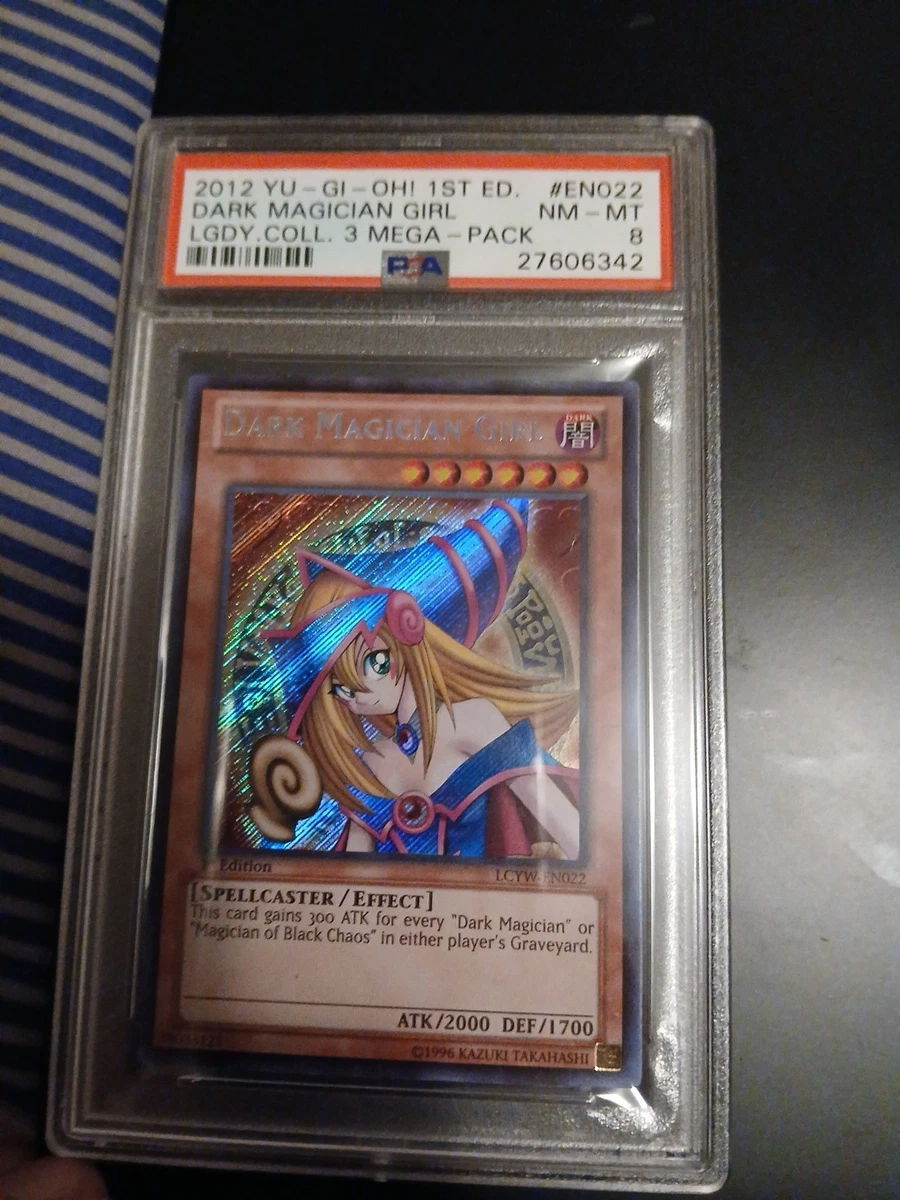 2012 YU-GI-OH! 1ST ED. #EN022
DARK MAGICIAN GIRL NM-MT
LGDY.COLL. 3 MEGA-PACK 8
PSA 27606342
DARK MAGICIAN GIRL
DARK
闇
Edition LCYW-EN022
[SPELLCASTER/EFFECT]
This card gains 300 ATK for every "Dark Magician" or
"Magician of Black Chaos" in either player's Graveyard.
ATK/2000 DEF/1700
©1996 KAZUKI TAKAHASHI